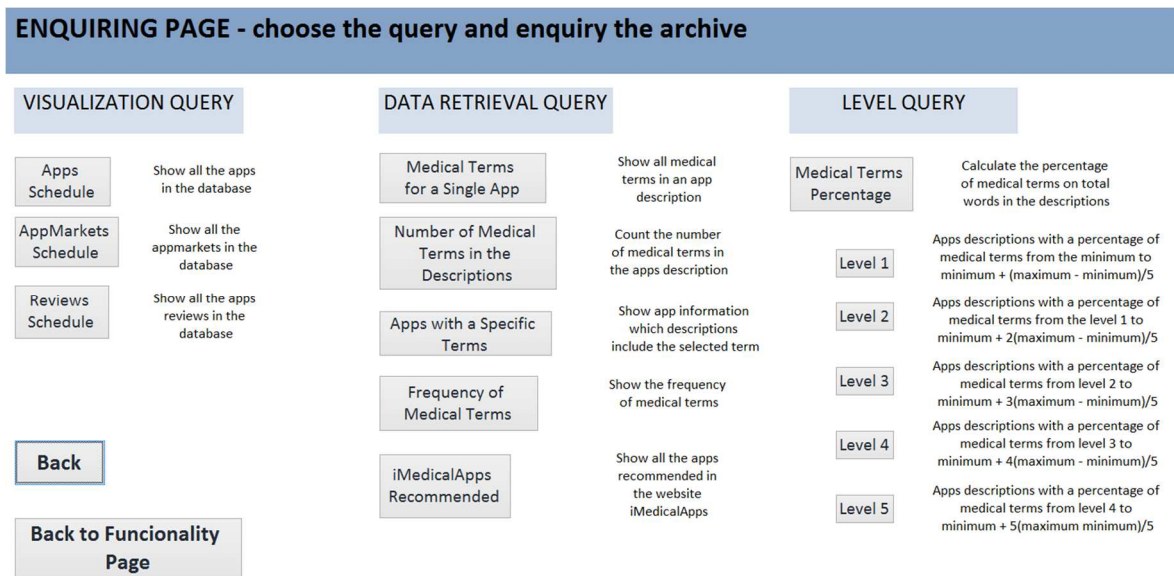 ENQUIRING PAGE - choose the query and enquiry the archive
VISUALIZATION QUERY
Apps
Schedule
Show all the apps
in the database
AppMarkets
Schedule
Show all the
appmarkets in the
database
Reviews
Schedule
Show all the apps
reviews in the
database
Back
Back to Funcionality
Page
DATA RETRIEVAL QUERY
Medical Terms
for a Single App
Show all medical
terms in an app
description
Number of Medical
Terms in the
Descriptions
Count the number
of medical terms in
the apps description
Apps with a Specific
Terms
Show app information
which descriptions
include the selected term
Frequency of
Medical Terms
Show the frequency
of medical terms
iMedicalApps
Recommended
Show all the apps
recommended in
the website
iMedicalApps
LEVEL QUERY
Medical Terms
Percentage
Calculate the percentage
of medical terms on total
words in the descriptions
Level 1
Apps descriptions with a percentage of
medical terms from the minimum to
minimum + (maximum - minimum)/5
Level 2
Apps descriptions with a percentage of
medical terms from the level 1 to
minimum + 2(maximum - minimum)/5
Level 3
Apps descriptions with a percentage of
medical terms from level 2 to
minimum + 3(maximum - minimum)/5
Level 4
Apps descriptions with a percentage of
medical terms from level 3 to
minimum + 4(maximum - minimum)/5
Level 5
Apps descriptions with a percentage of
medical terms from level 4 to
minimum + 5(maximum minimum)/5